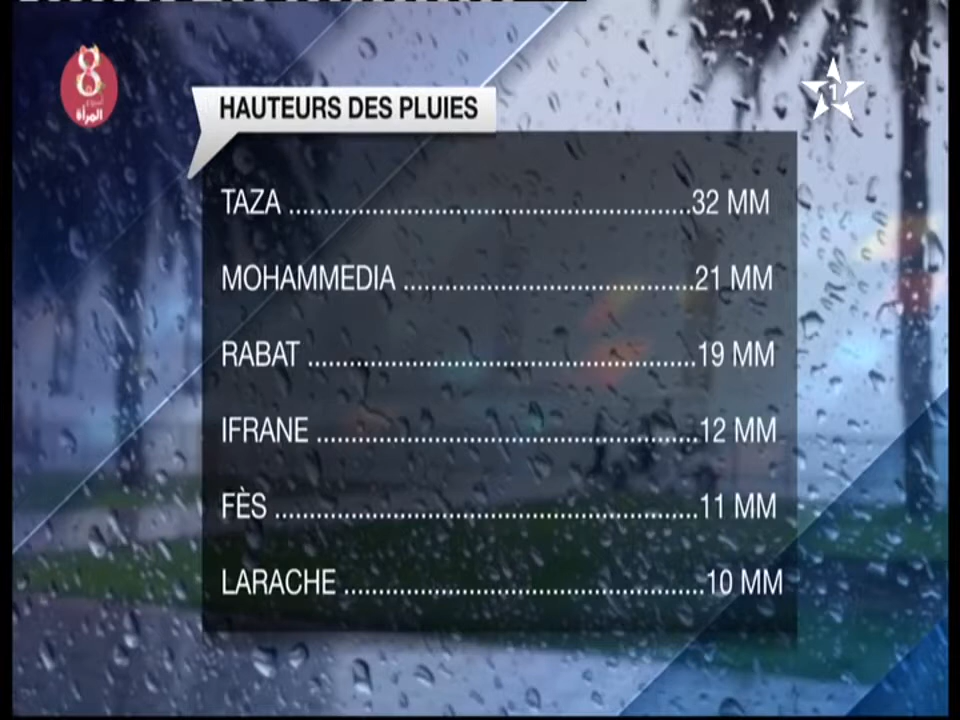 8
أسبوع
المرأة
1
HAUTEURS DES PLUIES
TAZA ..........................................................32 MM
MOHAMMEDIA ..........................................21 MM
RABAT ........................................................19 MM
IFRANE .......................................................12 MM
FÈS .............................................................11 MM
LARACHE ....................................................10 MM